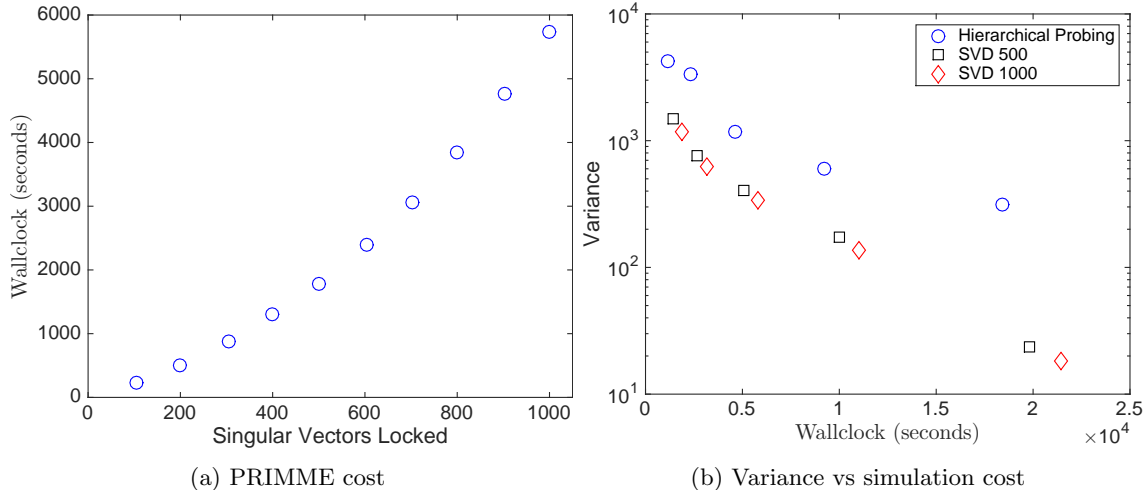 6000
5000
4000
3000
2000
1000
0
Wallclock (seconds)
0 200 400 600 800 1000
Singular Vectors Locked
(a) PRIMME cost
10^4
10^3
10^2
10^1
Variance
Hierarchical Probing
SVD 500
SVD 1000
0 0.5 1 1.5 2 2.5
Wallclock (seconds)
×10^4
(b) Variance vs simulation cost